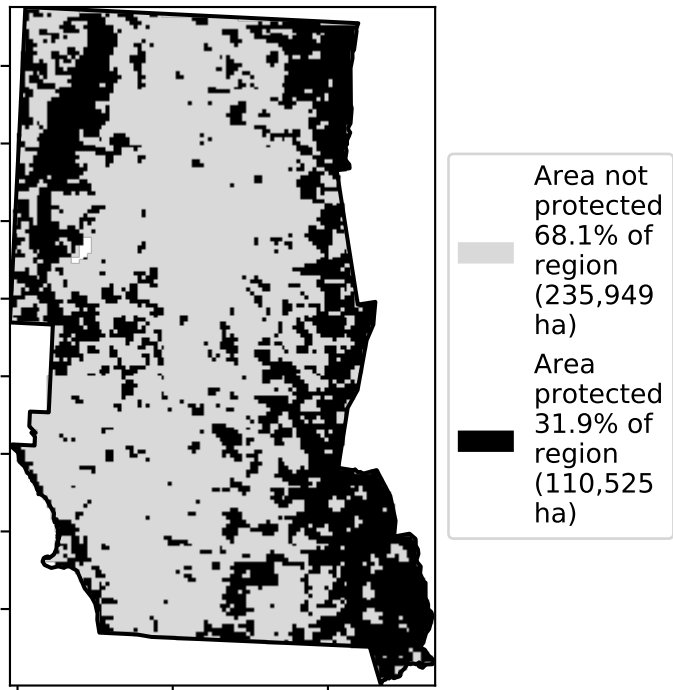 Area not
protected
68.1% of
region
(235,949
ha)
Area
protected
31.9% of
region
(110,525
ha)